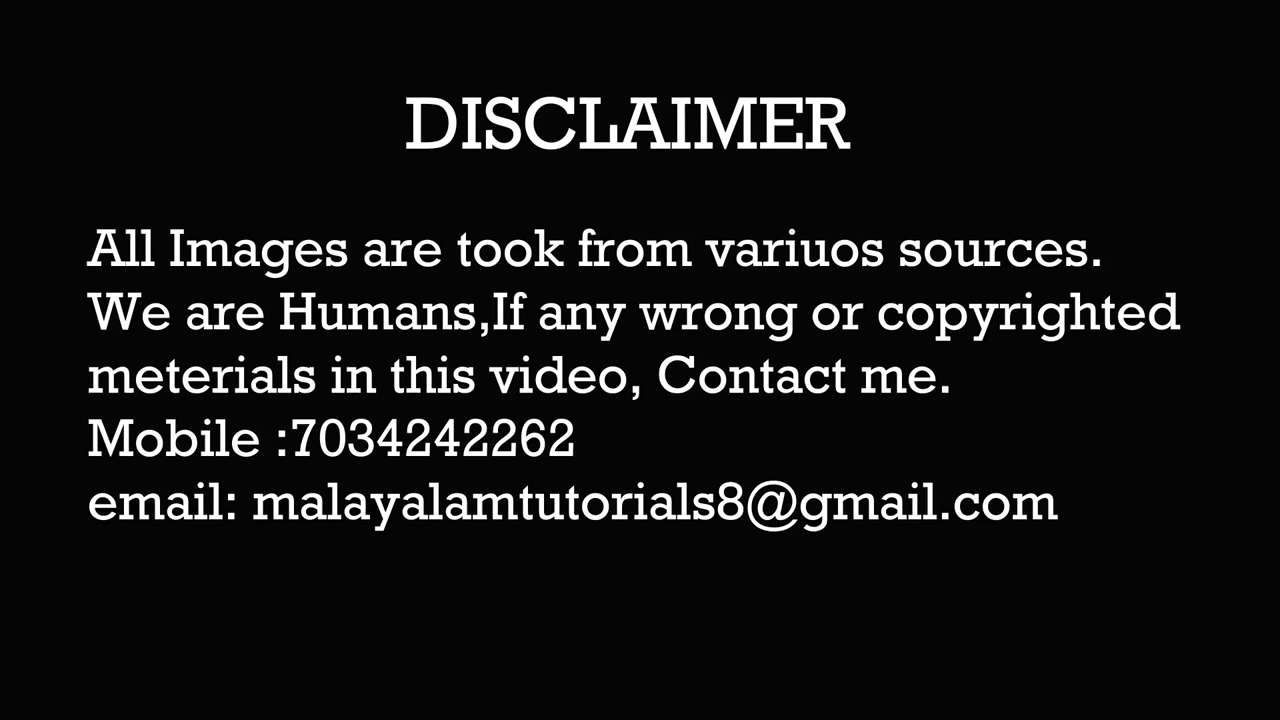 DISCLAIMER
All Images are took from variuos sources.
We are Humans,If any wrong or copyrighted
meterials in this video, Contact me.
Mobile :7034242262
email: malayalamtutorials8@gmail.com